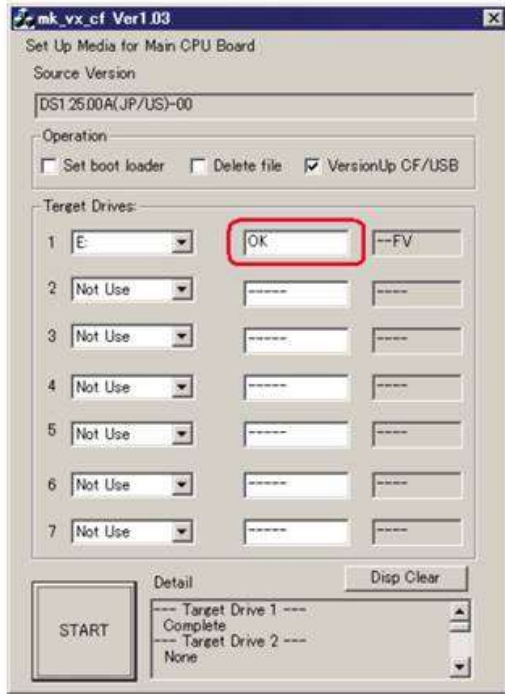 mk_vx_cf Ver1.03
Set Up Media for Main CPU Board
Source Version
DS1 25.00A(JP/US)-00
Operation
Set boot loader Delete file VersionUp CF/USB
Terget Drives:
1 E: OK --FV
2 Not Use ----- ----
3 Not Use ----- ----
4 Not Use ----- ----
5 Not Use ----- ----
6 Not Use ----- ----
7 Not Use ----- ----
Detail Disp Clear
START
--- Target Drive 1 ---
Complete
--- Target Drive 2 ---
None